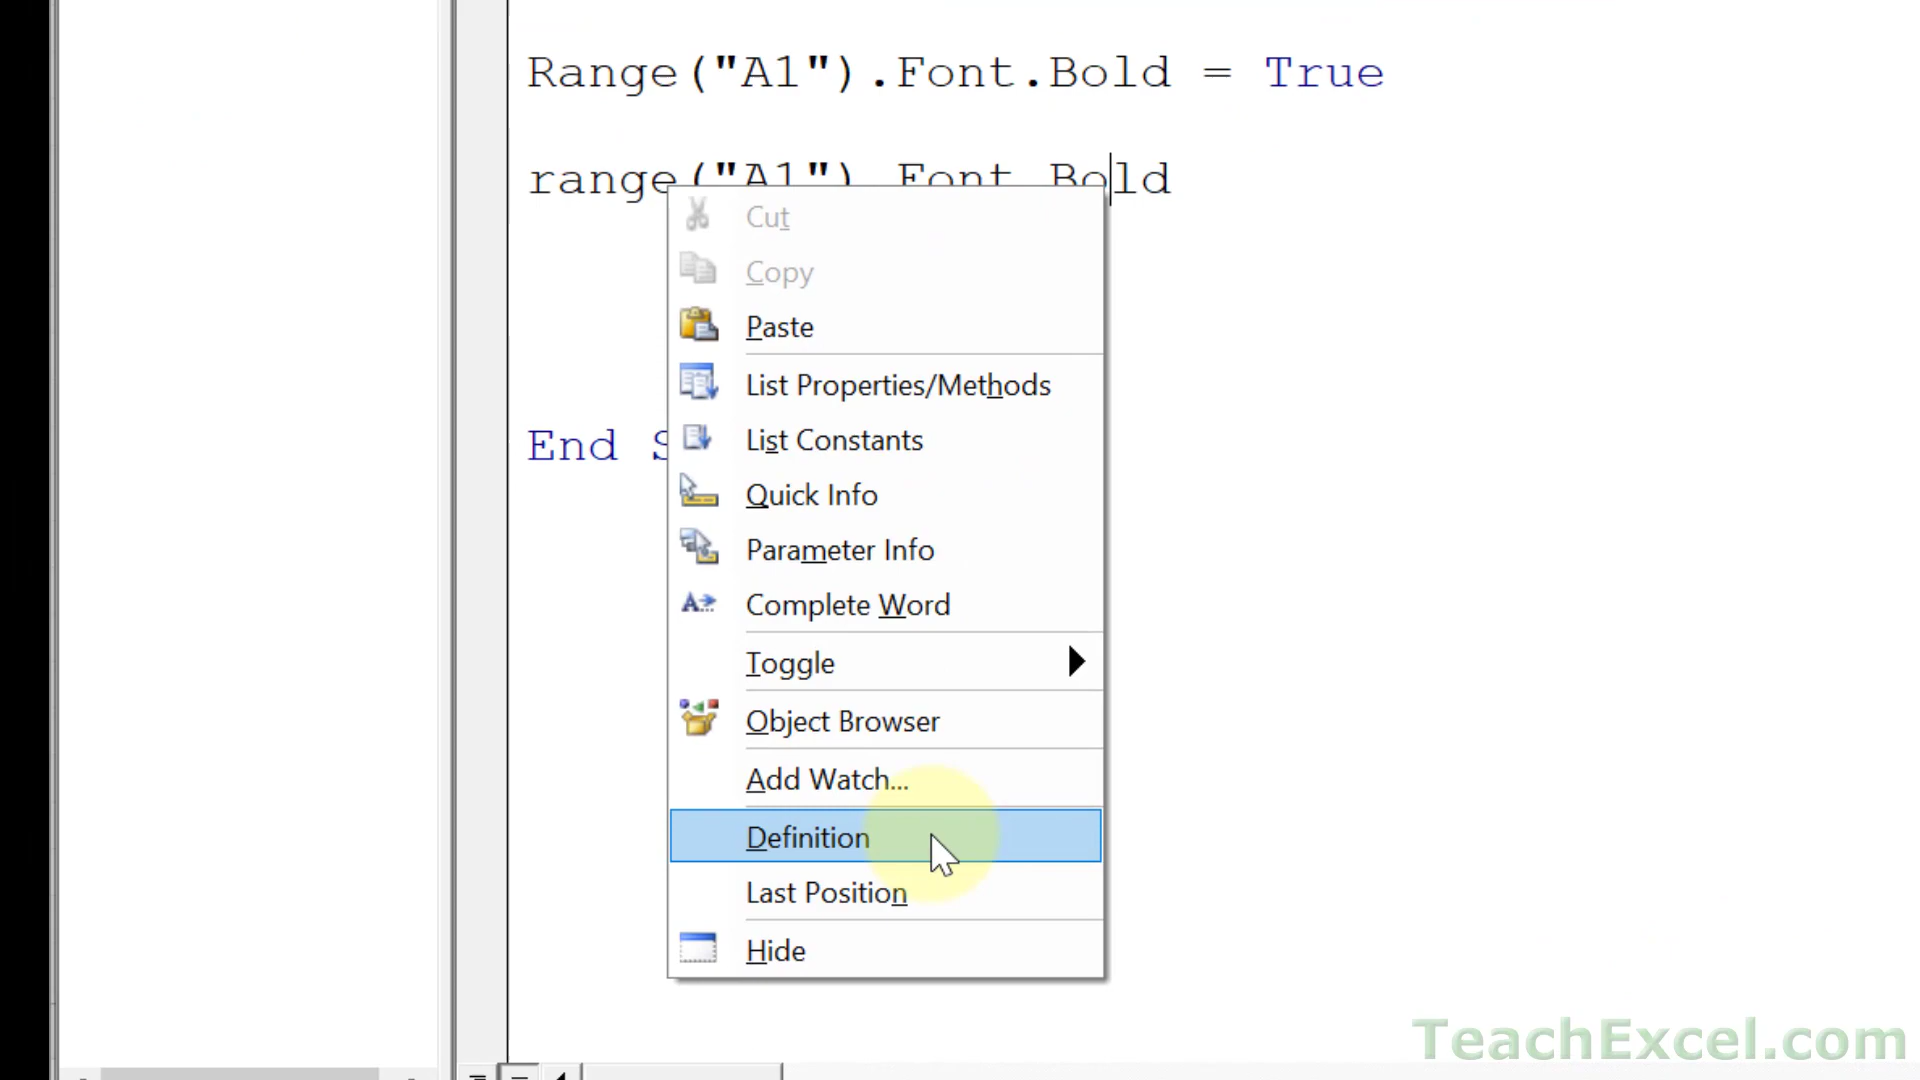 Range("A1").Font.Bold = True
range("A1").Font.Bold
Cut
Copy
Paste
List Properties/Methods
List Constants
End S
Quick Info
Parameter Info
Complete Word
Toggle
Object Browser
Add Watch...
Definition
Last Position
Hide
TeachExcel.com